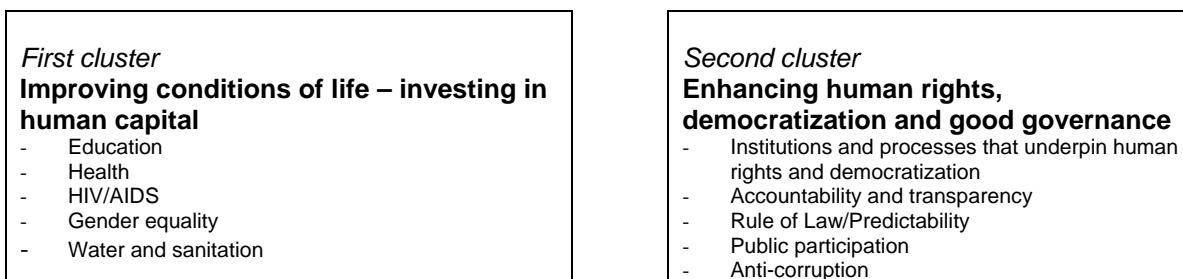 First cluster
Improving conditions of life – investing in
human capital
- Education
- Health
- HIV/AIDS
- Gender equality
- Water and sanitation
Second cluster
Enhancing human rights,
democratization and good governance
- Institutions and processes that underpin human
rights and democratization
- Accountability and transparency
- Rule of Law/Predictability
- Public participation
- Anti-corruption